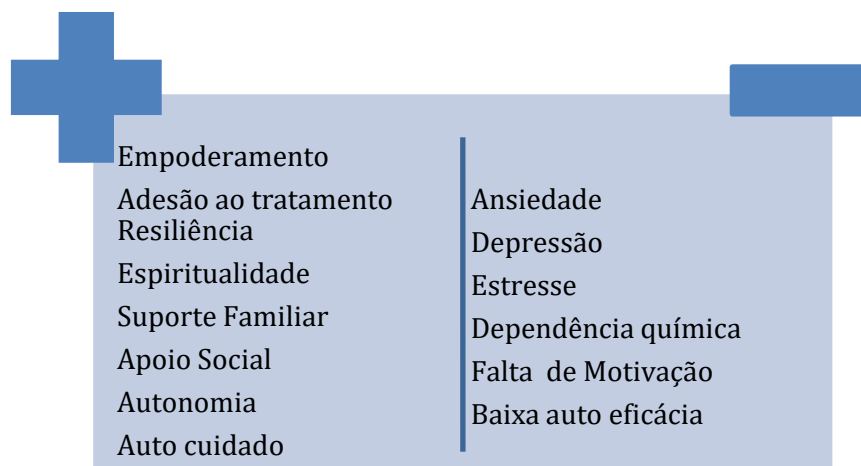 Empoderamento
Adesão ao tratamento
Resiliência
Espiritualidade
Suporte Familiar
Apoio Social
Autonomia
Auto cuidado
Ansiedade
Depressão
Estresse
Dependência química
Falta  de Motivação
Baixa auto eficácia